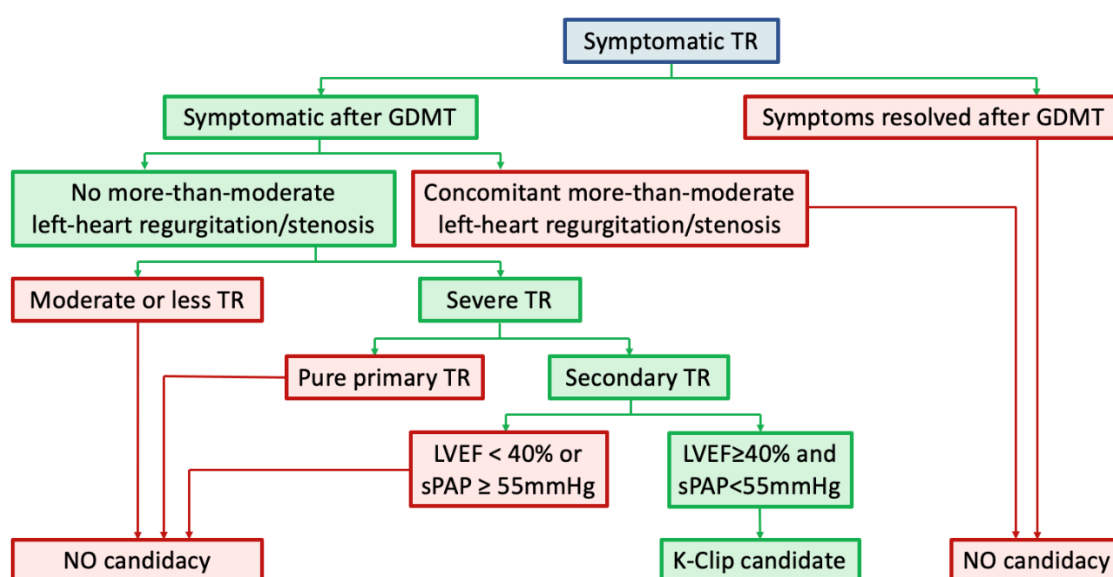 Symptomatic TR
Symptomatic after GDMT
Symptoms resolved after GDMT
No more-than-moderate
left-heart regurgitation/stenosis
Concomitant more-than-moderate
left-heart regurgitation/stenosis
Moderate or less TR
Severe TR
Pure primary TR
Secondary TR
LVEF < 40% or
sPAP ≥ 55mmHg
LVEF≥40% and
sPAP<55mmHg
NO candidacy
K-Clip candidate
NO candidacy